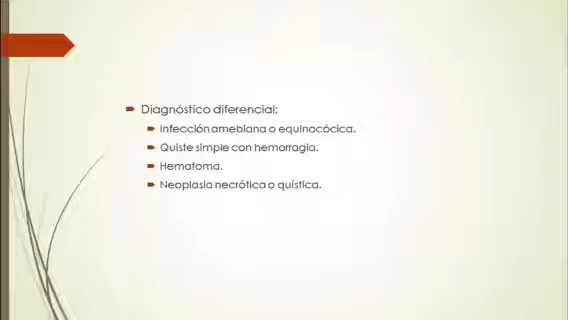 Diagnóstico diferencial:
Infección amebiana o equinocócica.
Quiste simple con hemorragia.
Hematoma.
Neoplasia necrótica o quística.